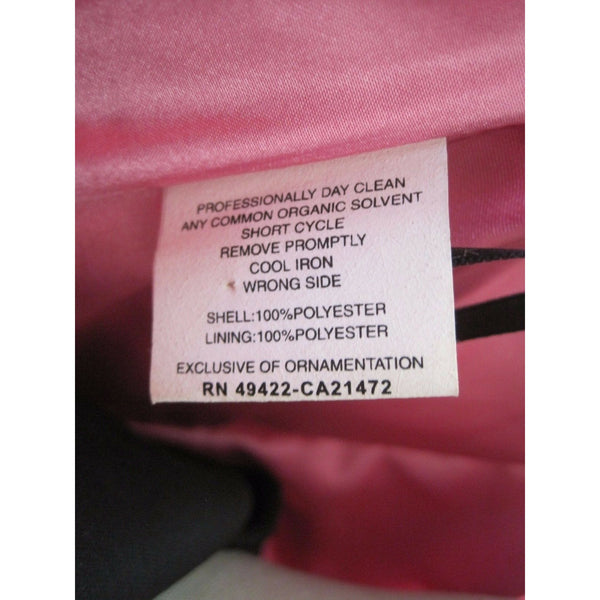 PROFESSIONALLY DAY CLEAN
ANY COMMON ORGANIC SOLVENT
SHORT CYCLE
REMOVE PROMPTLY
COOL IRON
WRONG SIDE
SHELL:100%POLYESTER
LINING:100%POLYESTER
EXCLUSIVE OF ORNAMENTATION
RN 49422-CA21472